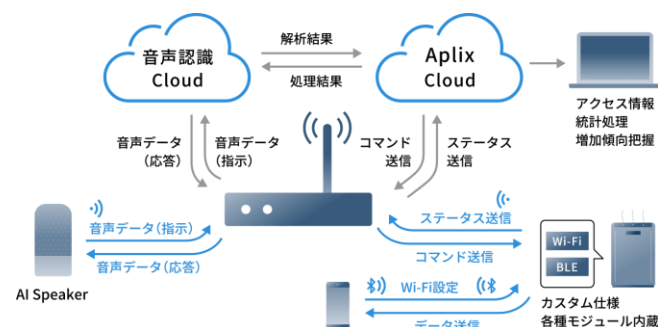 音声認識
Cloud
解析結果
処理結果
Aplix
Cloud
アクセス情報
統計処理
増加傾向把握
音声データ
(応答)
音声データ
(指示)
コマンド
送信
ステータス
送信
音声データ(指示)
音声データ(応答)
AI Speaker
ステータス送信
コマンド送信
Wi-Fi
BLE
Wi-Fi設定
データ送信
カスタム仕様
各種モジュール内蔵